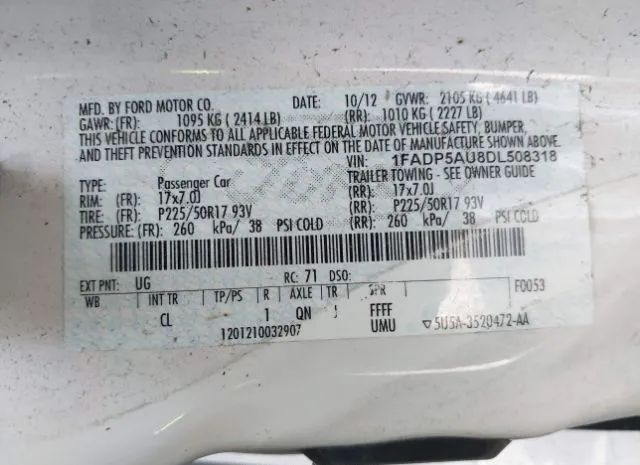 MFD. BY FORD MOTOR CO. DATE: 10/12 GVWR: 2105 KG ( 4641 LB)
GAWR: (FR): 1095 KG ( 2414 LB) (RR): 1010 KG ( 2227 LB)
THIS VEHICLE CONFORMS TO ALL APPLICABLE FEDERAL MOTOR VEHICLE SAFETY, BUMPER,
AND THEFT PREVENTION STANDARDS IN EFFECT ON THE DATE OF MANUFACTURE SHOWN ABOVE.
VIN: 1FADP5AU8DL508318
TYPE: Passenger Car TRAILER TOWING - SEE OWNER GUIDE
RIM: (FR): 17x7.0J (RR): 17x7.0J
TIRE: (FR): P225/50R17 93V (RR): P225/50R17 93V
PRESSURE: (FR): 260 kPa/ 38 PSI COLD (RR): 260 kPa/ 38 PSI COLD
EXT PNT: UG RC: 71 DSO: F0053
WB INT TR TP/PS R AXLE TR SPR
CL 1 QN J FFFF
1201210032907 UMU ▽5U5A-3520472-AA